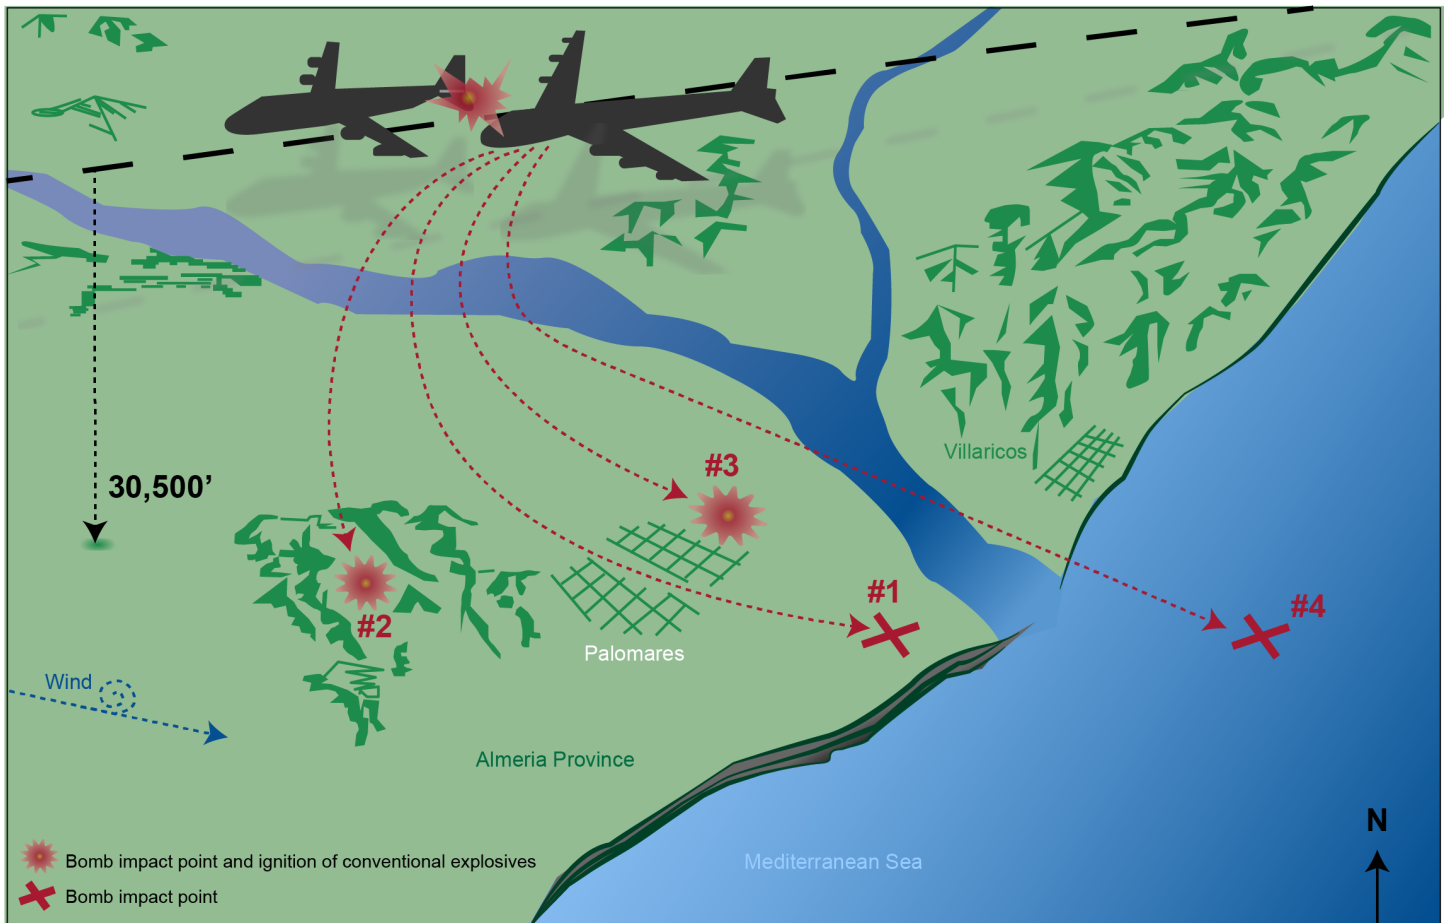 Villaricos
#3
30,500’
#1
#4
#2
Palomares
Wind
Almeria Province
N
Bomb impact point and ignition of conventional explosives
Mediterranean Sea
Bomb impact point